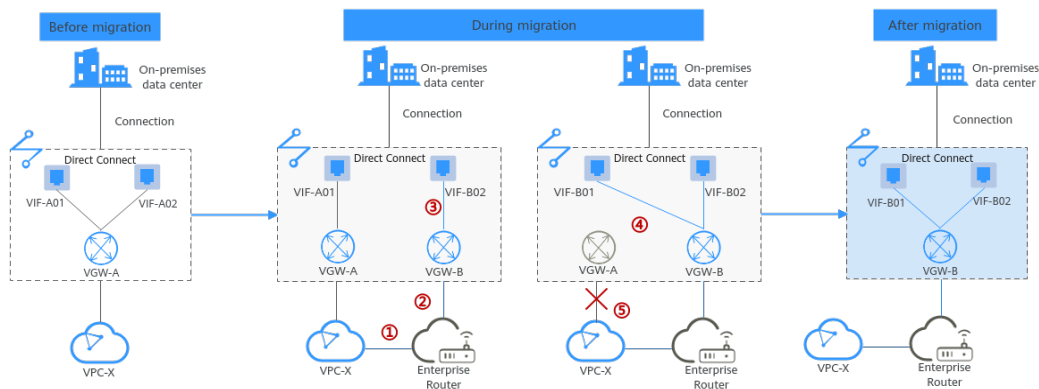 Before migration
During migration
After migration
On-premises
data center
Connection
Direct Connect
VIF-A01
VIF-A02
VGW-A
VPC-X
On-premises
data center
Connection
Direct Connect
VIF-A01
VIF-B02
③
VGW-A
VGW-B
②
①
VPC-X
Enterprise
Router
On-premises
data center
Connection
Direct Connect
VIF-B01
VIF-B02
④
VGW-A
VGW-B
⑤
VPC-X
Enterprise
Router
On-premises
data center
Connection
Direct Connect
VIF-B01
VIF-B02
VGW-B
VPC-X
Enterprise
Router